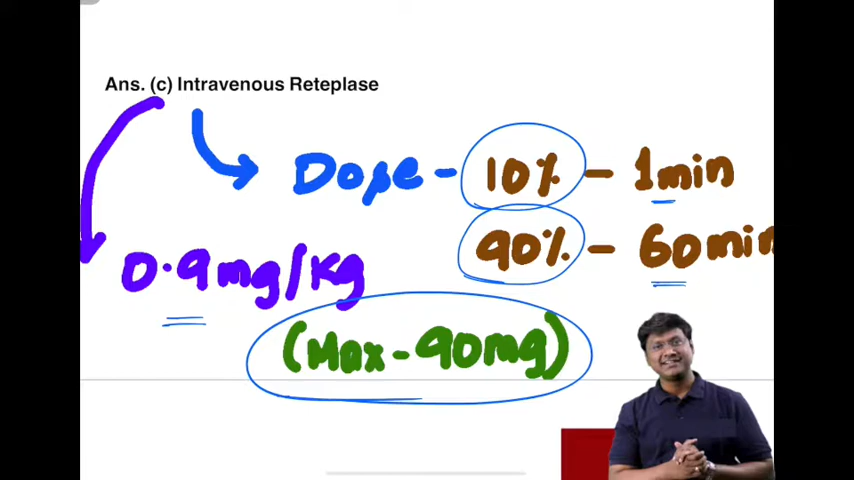 Ans. (c) Intravenous Reteplase
Dose - 10% - 1min
90% - 60min
0.9mg/kg
(Max - 90mg)